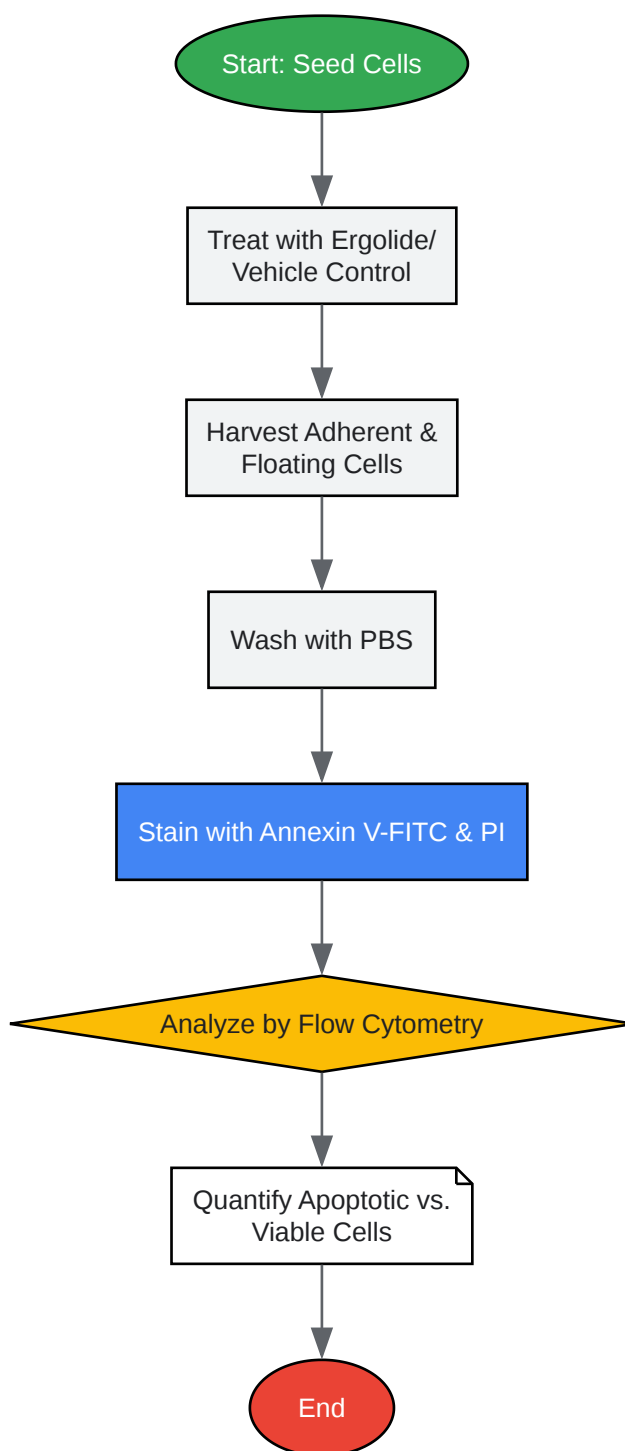 Start: Seed Cells
Treat with Ergolide/
Vehicle Control
Harvest Adherent &
Floating Cells
Wash with PBS
Stain with Annexin V-FITC & PI
Analyze by Flow Cytometry
Quantify Apoptotic vs.
Viable Cells
End